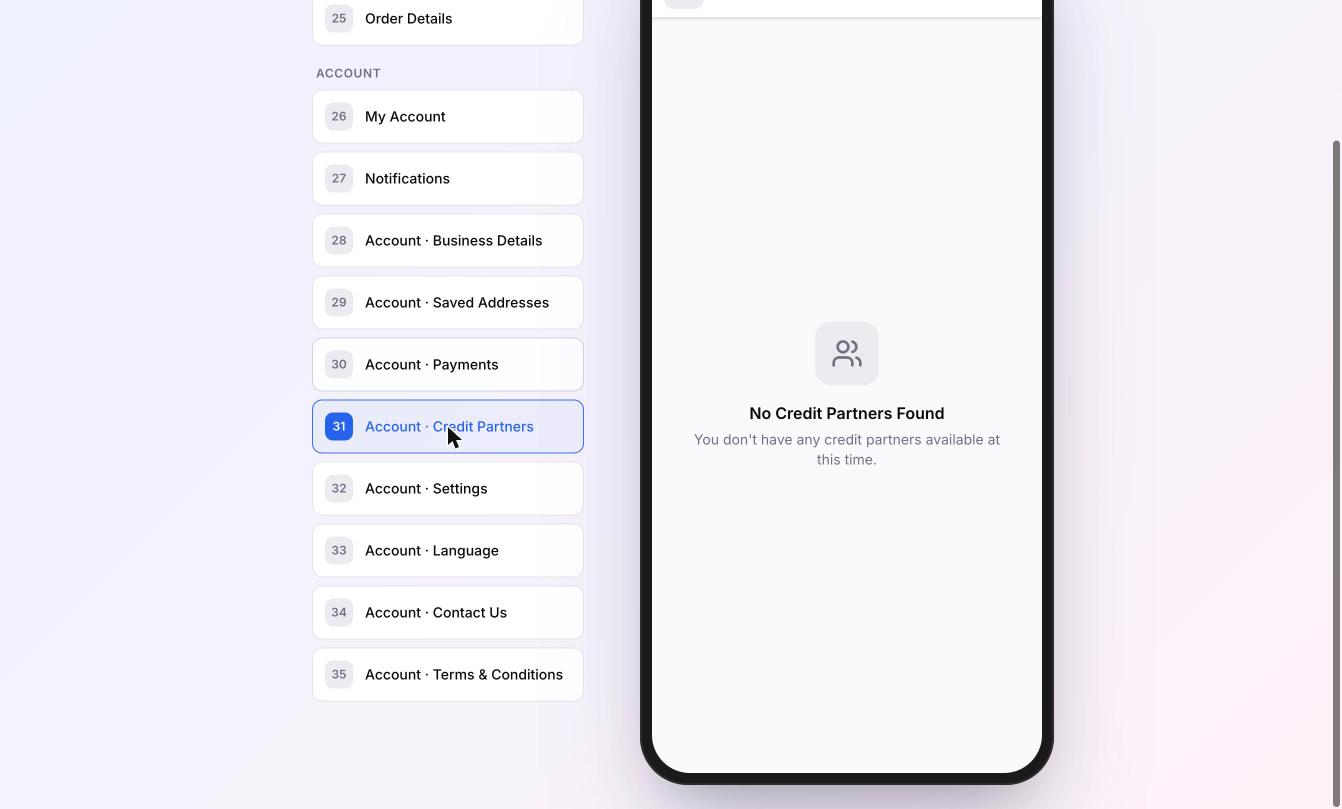 25 Order Details
ACCOUNT
26 My Account
27 Notifications
28 Account · Business Details
29 Account · Saved Addresses
30 Account · Payments
31 Account · Credit Partners
32 Account · Settings
33 Account · Language
34 Account · Contact Us
35 Account · Terms & Conditions
No Credit Partners Found
You don't have any credit partners available at
this time.